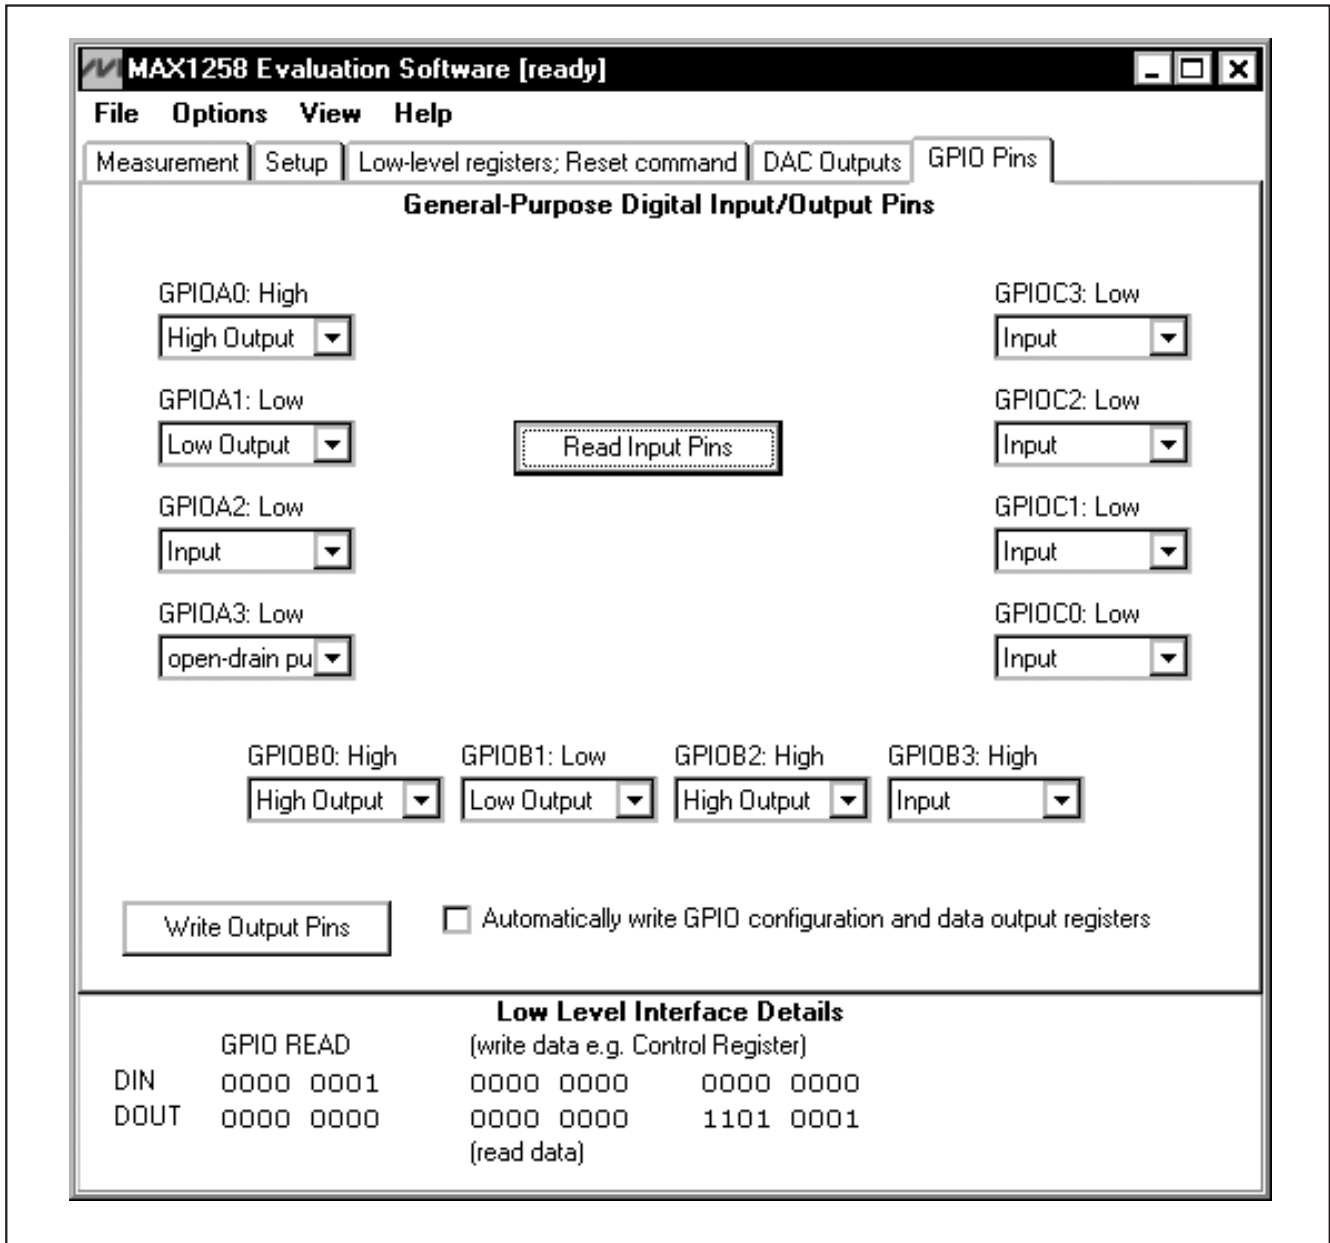 MAX1258 Evaluation Software [ready]
File Options View Help
Measurement Setup Low-level registers; Reset command DAC Outputs GPIO Pins
General-Purpose Digital Input/Output Pins
GPIOA0: High GPIOC3: Low
High Output Input
GPIOA1: Low GPIOC2: Low
Low Output Read Input Pins Input
GPIOA2: Low GPIOC1: Low
Input Input
GPIOA3: Low GPIOC0: Low
open-drain pu Input
GPIOB0: High GPIOB1: Low GPIOB2: High GPIOB3: High
High Output Low Output High Output Input
Write Output Pins Automatically write GPIO configuration and data output registers
Low Level Interface Details
GPIO READ (write data e.g. Control Register)
DIN 0000 0001 0000 0000 0000 0000
DOUT 0000 0000 0000 0000 1101 0001
(read data)